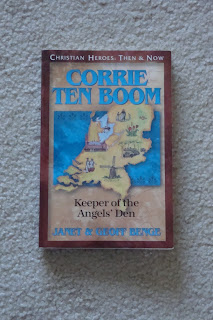 CHRISTIAN HEROES: THEN & NOW
CORRIE
TEN BOOM
Keeper of the
Angels' Den
JANET & GEOFF BENGE